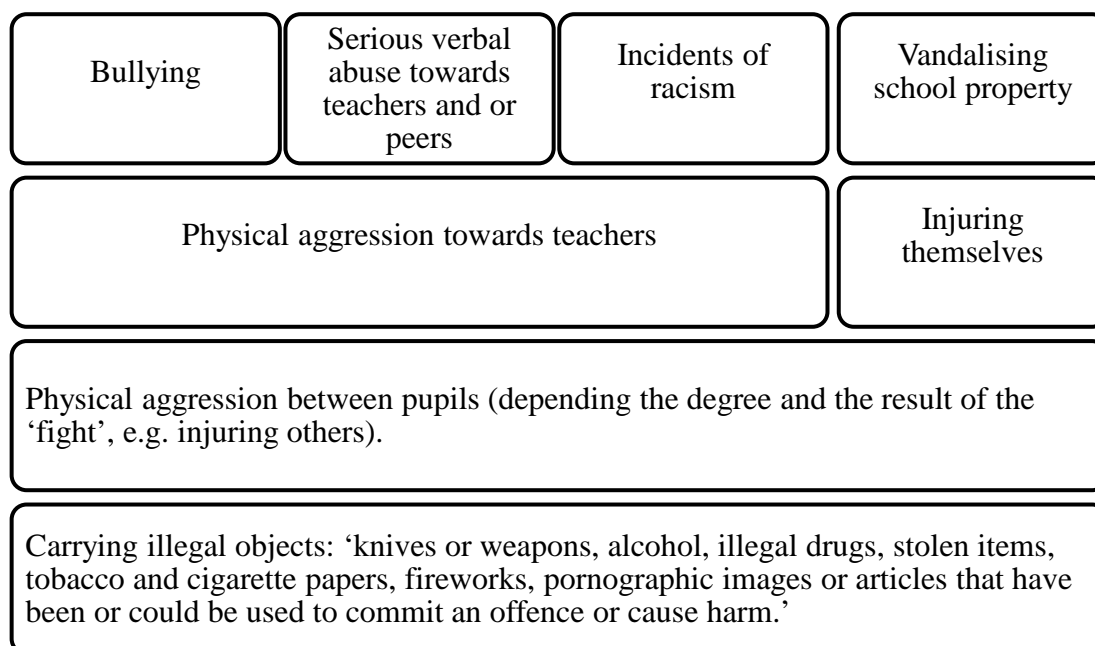 Bullying
Serious verbal
abuse towards
teachers and or
peers
Incidents of
racism
Vandalising
school property
Physical aggression towards teachers
Injuring
themselves
Physical aggression between pupils (depending the degree and the result of the
‘fight’, e.g. injuring others).
Carrying illegal objects: ‘knives or weapons, alcohol, illegal drugs, stolen items,
tobacco and cigarette papers, fireworks, pornographic images or articles that have
been or could be used to commit an offence or cause harm.’